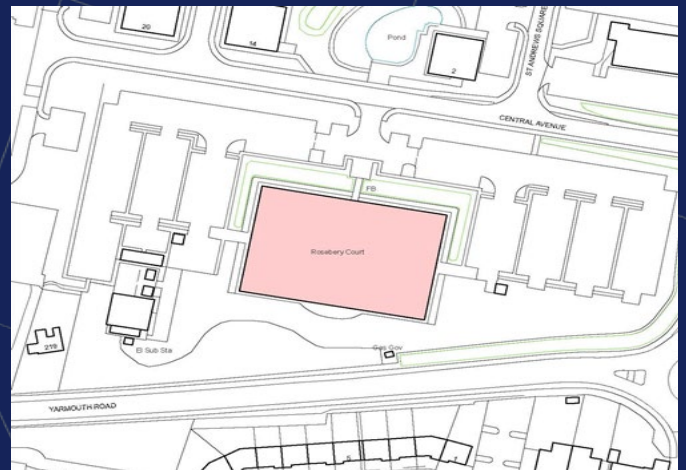 20
14
Pond
2
ST ANDREWS SQUARE
CENTRAL AVENUE
FB
Rosebery Court
219
El Sub Sta
Gas Gov
YARMOUTH ROAD
5
1